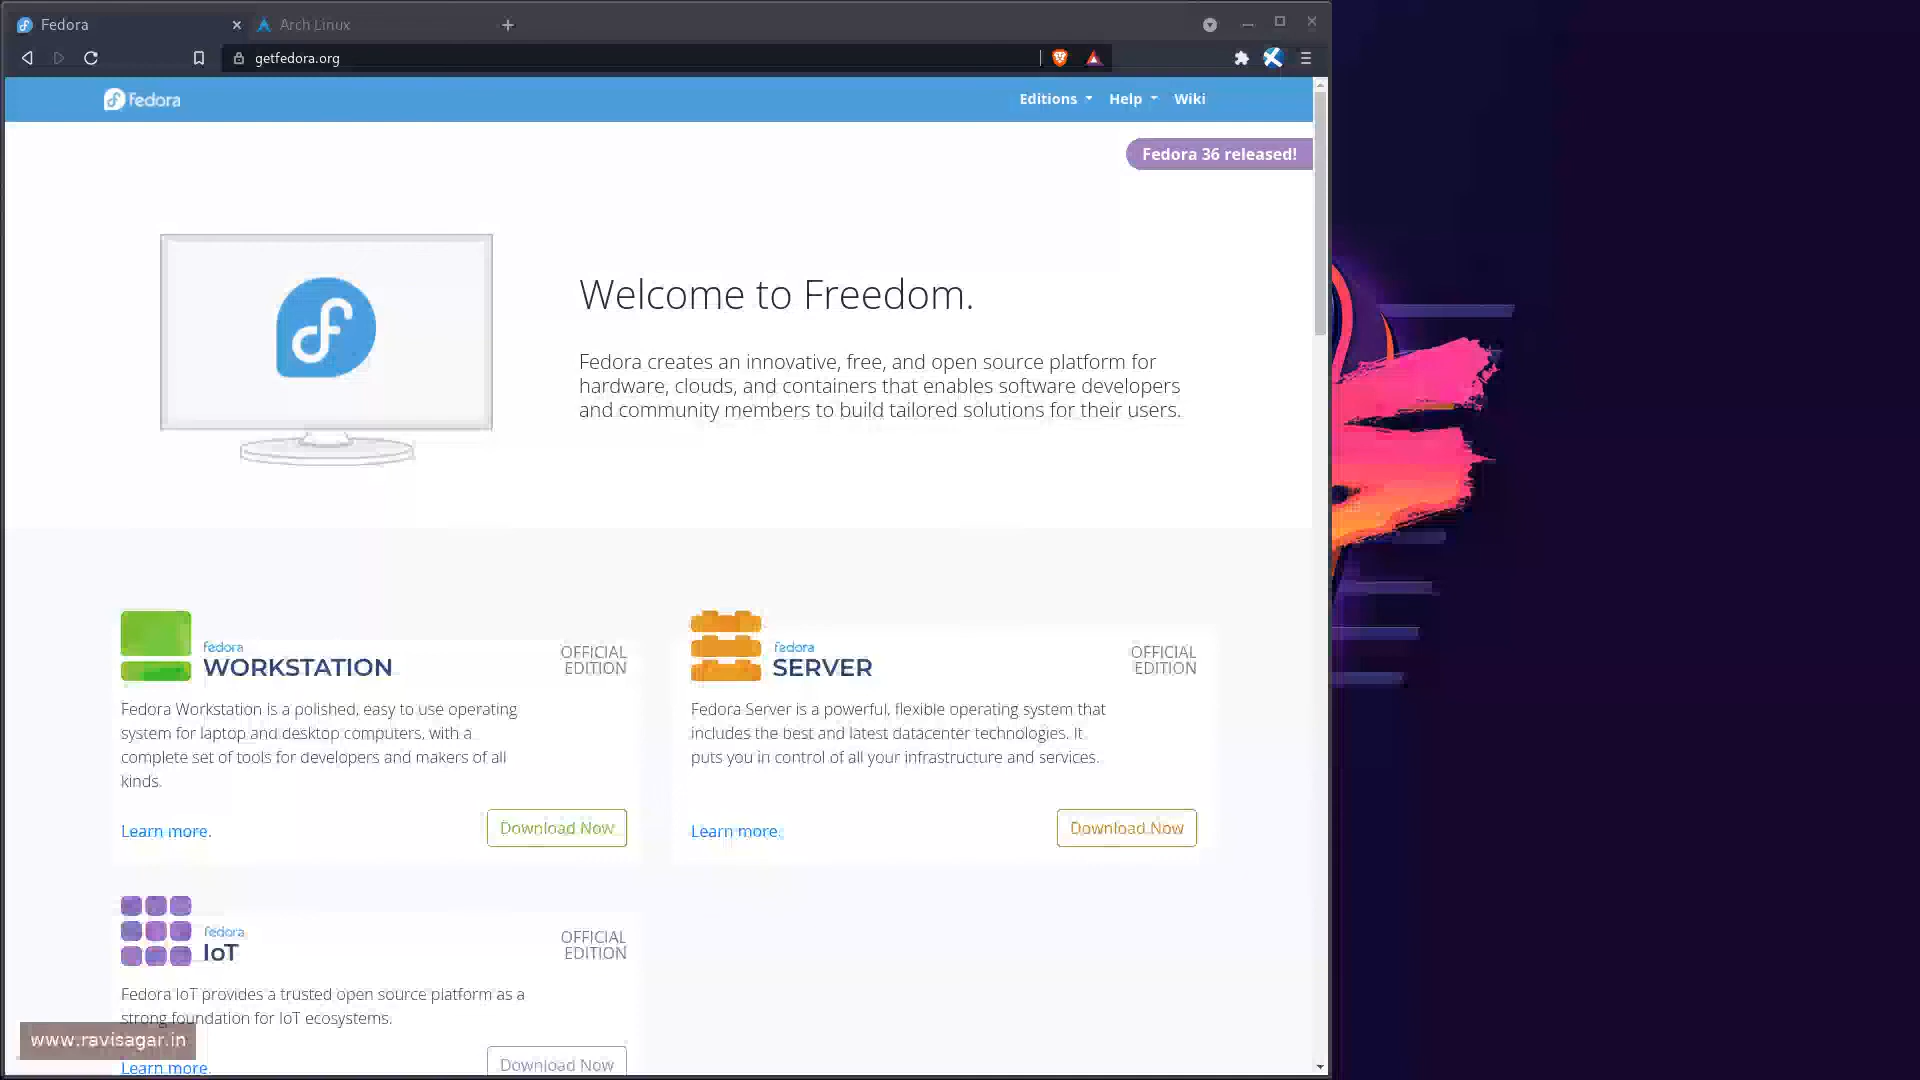 Fedora
Arch Linux
getfedora.org
fedora
Editions
Help
Wiki
Fedora 36 released!
Welcome to Freedom.
Fedora creates an innovative, free, and open source platform for
hardware, clouds, and containers that enables software developers
and community members to build tailored solutions for their users.
fedora
WORKSTATION
OFFICIAL
EDITION
Fedora Workstation is a polished, easy to use operating
system for laptop and desktop computers, with a
complete set of tools for developers and makers of all
kinds.
Learn more.
Download Now
fedora
SERVER
OFFICIAL
EDITION
Fedora Server is a powerful, flexible operating system that
includes the best and latest datacenter technologies. It
puts you in control of all your infrastructure and services.
Learn more.
Download Now
fedora
IoT
OFFICIAL
EDITION
Fedora IoT provides a trusted open source platform as a
strong foundation for IoT ecosystems.
Learn more.
Download Now
www.ravisagar.in